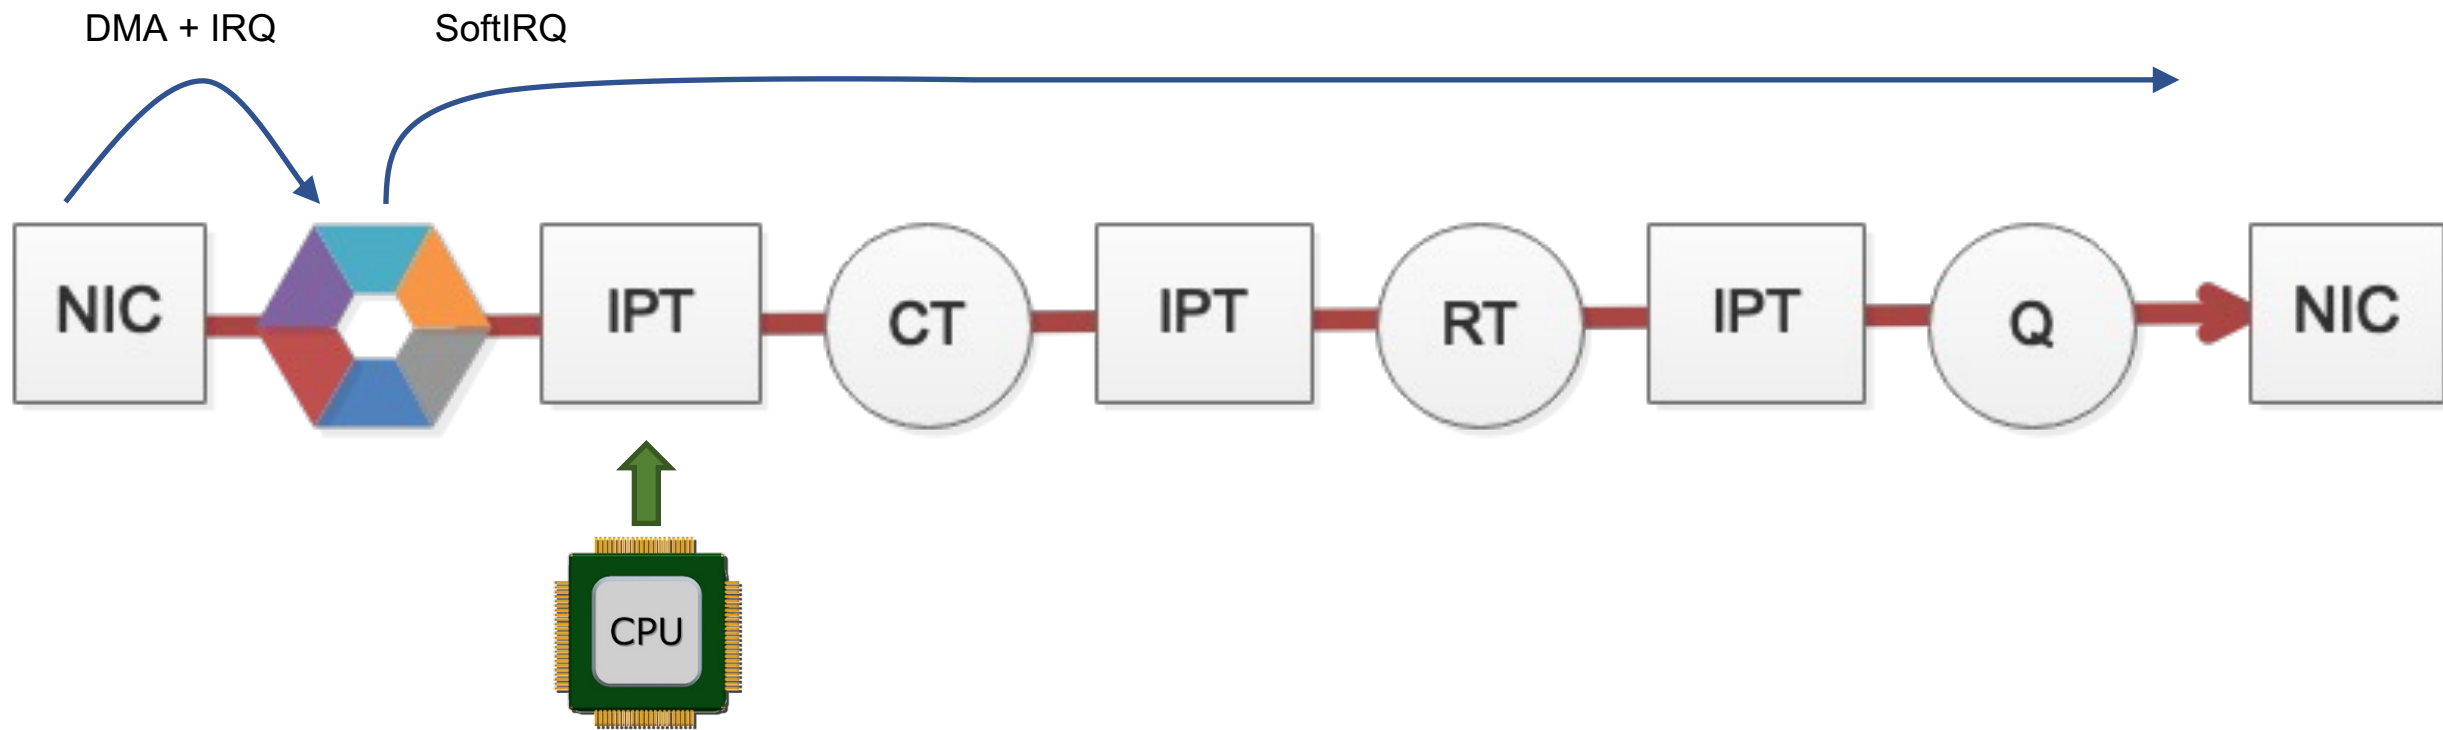 DMA + IRQ
SoftIRQ
NIC
IPT
CT
IPT
RT
IPT
Q
NIC
CPU